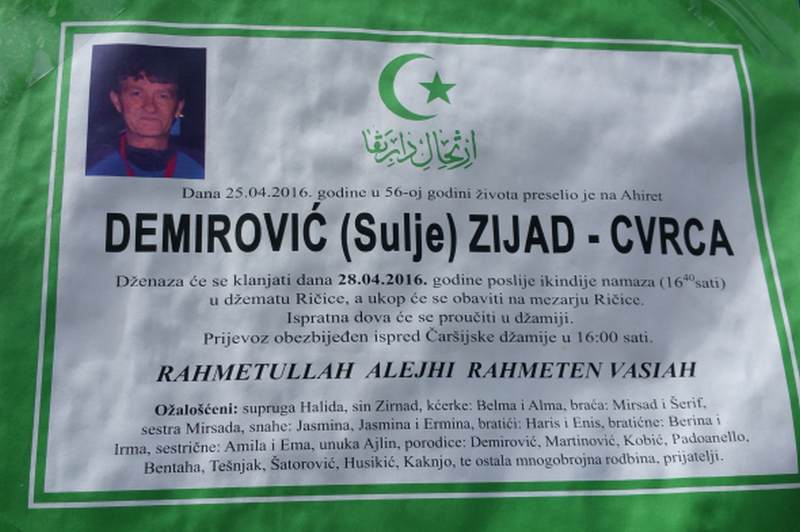 ارتحال دار بقا
Dana 25.04.2016. godine u 56-oj godini života preselio je na Ahiret
DEMIROVIĆ (Sulje) ZIJAD - CVRCA
Dženaza će se klanjati dana 28.04.2016. godine poslije ikindije namaza (16⁴⁰sati)
u džematu Ričice, a ukop će se obaviti na mezarju Ričice.
Ispratna dova će se proučiti u džamiji.
Prijevoz obezbijeđen ispred Čaršijske džamije u 16:00 sati.
RAHMETULLAH ALEJHI RAHMETEN VASIAH
Ožalošćeni: supruga Halida, sin Zirnad, kćerke: Belma i Alma, braća: Mirsad i Šerif,
sestra Mirsada, snahe: Jasmina, Jasmina i Ermina, bratići: Haris i Enis, bratićne: Berina i
Irma, sestrične: Amila i Ema, unuka Ajlin, porodice: Demirović, Martinović, Kobić, Padoanello,
Bentaha, Tešnjak, Šatorović, Husikić, Kaknjo, te ostala mnogobrojna rodbina, prijatelji.